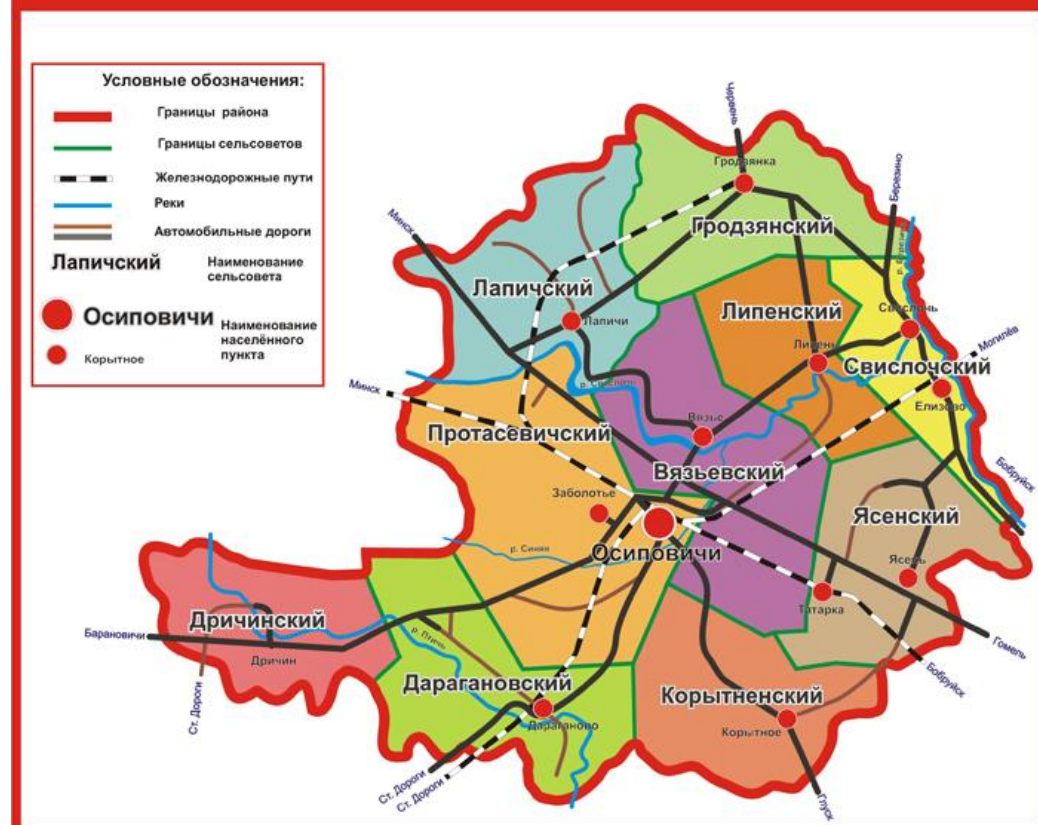 Условные обозначения:
Границы района
Границы сельсоветов
Железнодорожные пути
Реки
Автомобильные дороги
Лапичский
Наименование
сельсовета
Осиповичи
Наименование
населённого
пункта
Корытное
Червень
Гродзянка
Березино
Минск
Гродзянский
р. Березина
Лапичский
Липенский
Лапичи
Свислочь
Липень
Могилёв
Свислочский
Минск
р. Свислочь
Елизово
Протасевичский
Вязье
Вязьевский
Бобруйск
Заболотье
Ясенский
р. Синяя
Осиповичи
Ясень
Татарка
Дричинский
Барановичи
р. Птичь
Гомель
Дричин
Бобруйск
Дарагановский
Корытненский
Ст. Дороги
Дараганово
Корытное
Ст. Дороги
Ст. Дороги
Глуск